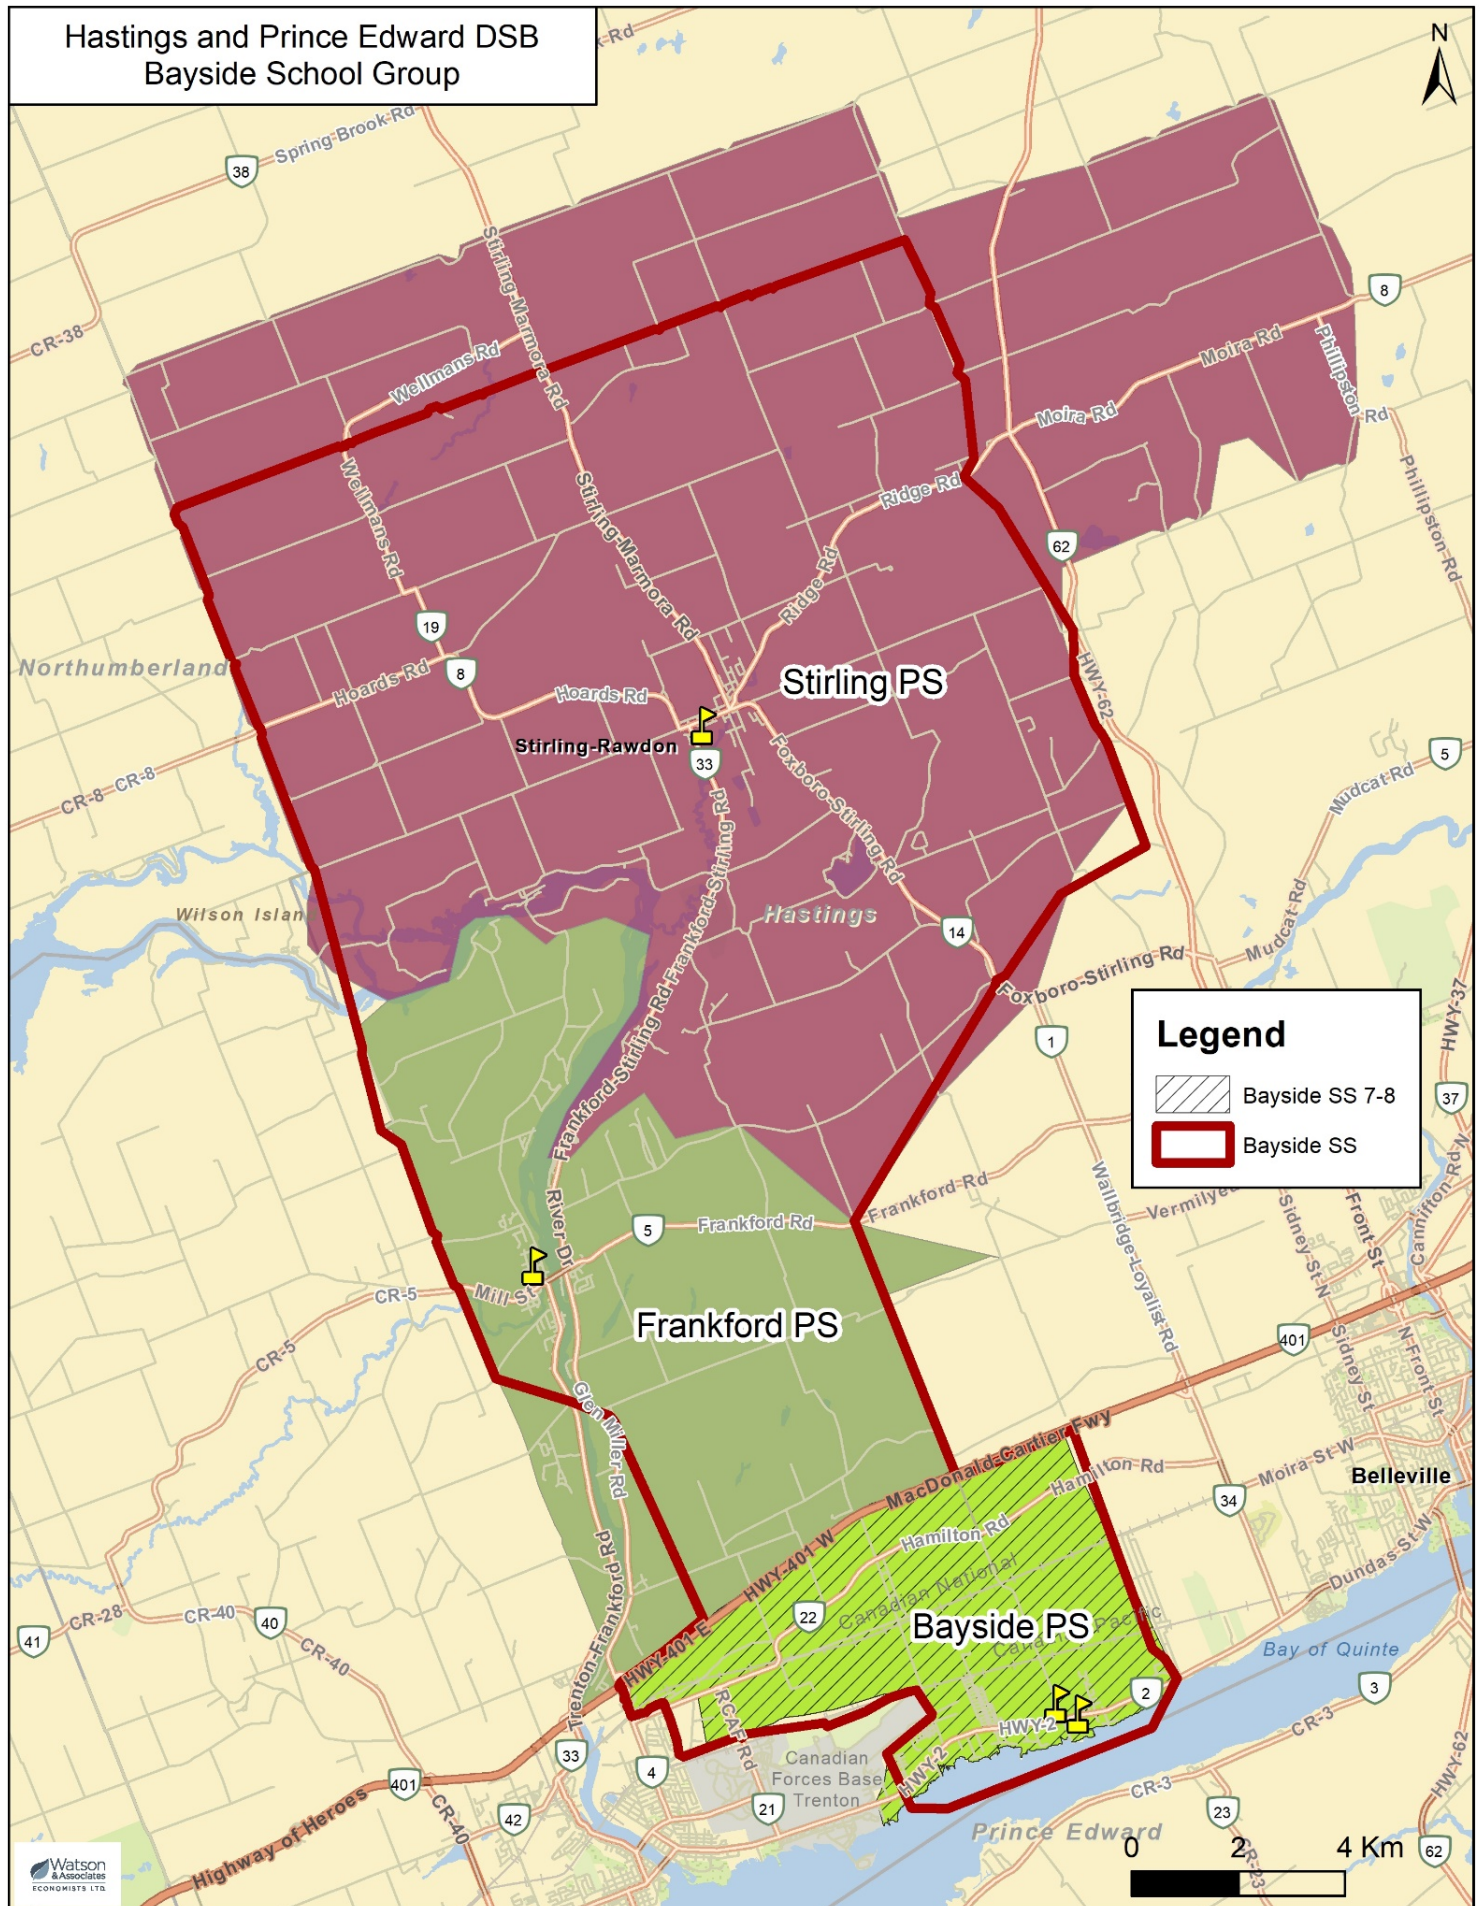 Hastings and Prince Edward DSB
Bayside School Group
N
k Rd
Spring Brook Rd
38
CR-38
Stirling-Marmora Rd
Wellmans Rd
8
Moira Rd
Phillipston Rd
Moira Rd
Phillipston Rd
Ridge Rd
Wellmans Rd
Stirling-Marmora Rd
62
Ridge Rd
19
Northumberland
Hoards Rd
8
Hoards Rd
Stirling PS
HWY-62
Stirling-Rawdon
33
Foxboro-Stirling Rd
5
Mudcat Rd
CR-8
CR-8
Frankford-Stirling Rd
Mudcat Rd
Wilson Islan
Hastings
14
Foxboro-Stirling Rd
Frankford-Stirling Rd
HWY-37
Legend
Bayside SS 7-8
Bayside SS
1
37
Frankford Rd
Wallbridge-Loyalist Rd
Vermilye
Sidney St N
Front St
Cannifton Rd N
River Dr
5
Frankford Rd
CR-5
Mill St
CR-5
Frankford PS
401
Sidney St
N Front St
Glen Miller Rd
MacDonald-Cartier Fwy
Hamilton Rd
Moira St W
Belleville
34
Hamilton Rd
HWY-401 W
Dundas St W
Trenton-Frankford Rd
Canadian National
22
Bayside PS
Canadian Pacific
41
CR-28
CR-40
40
CR-40
HWY-401 E
Bay of Quinte
2
3
HWY-2
CR-3
RCAF Rd
HWY-2
33
4
Canadian
Forces Base
Trenton
21
CR-3
HWY-62
401
Highway of Heroes
CR-40
42
Prince Edward
23
CR-23
62
0
2
4 Km
Watson
& Associates
ECONOMISTS LTD.